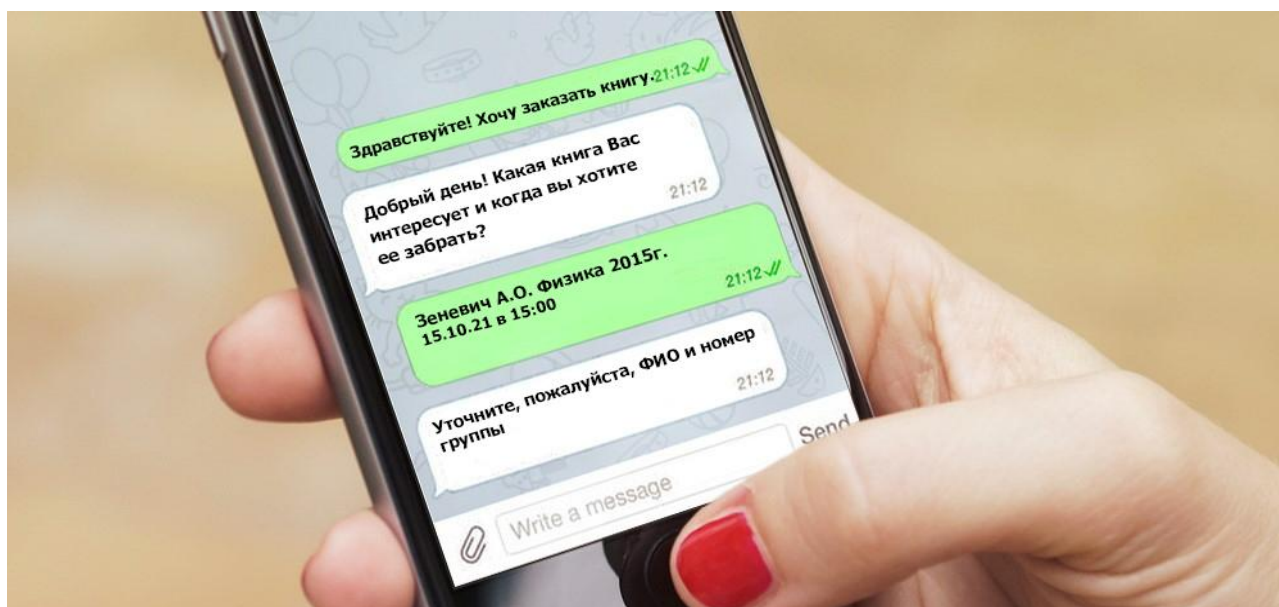 Здравствуйте! Хочу заказать книгу. 21:12
Добрый день! Какая книга Вас
интересует и когда вы хотите
ее забрать?
21:12
Зеневич А.О. Физика 2015г.
15.10.21 в 15:00
21:12
Уточните, пожалуйста, ФИО и номер
группы
21:12
Write a message
Send